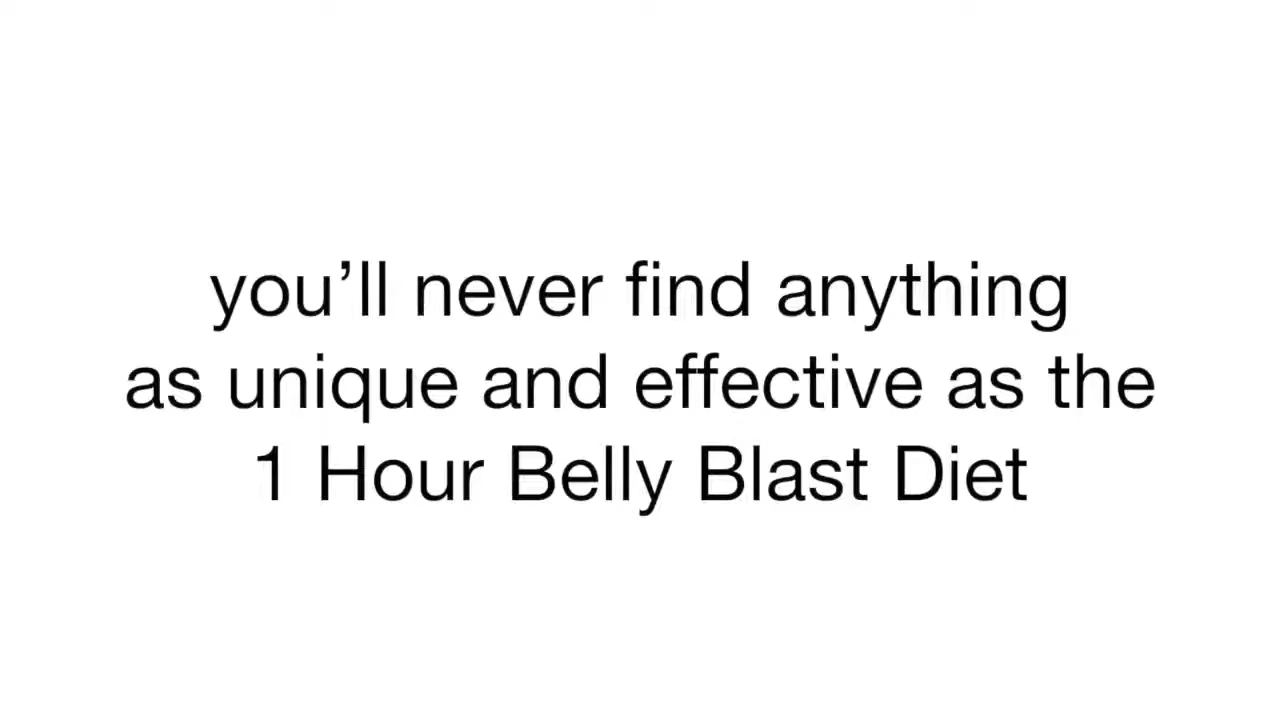 you’ll never find anything
as unique and effective as the
1 Hour Belly Blast Diet